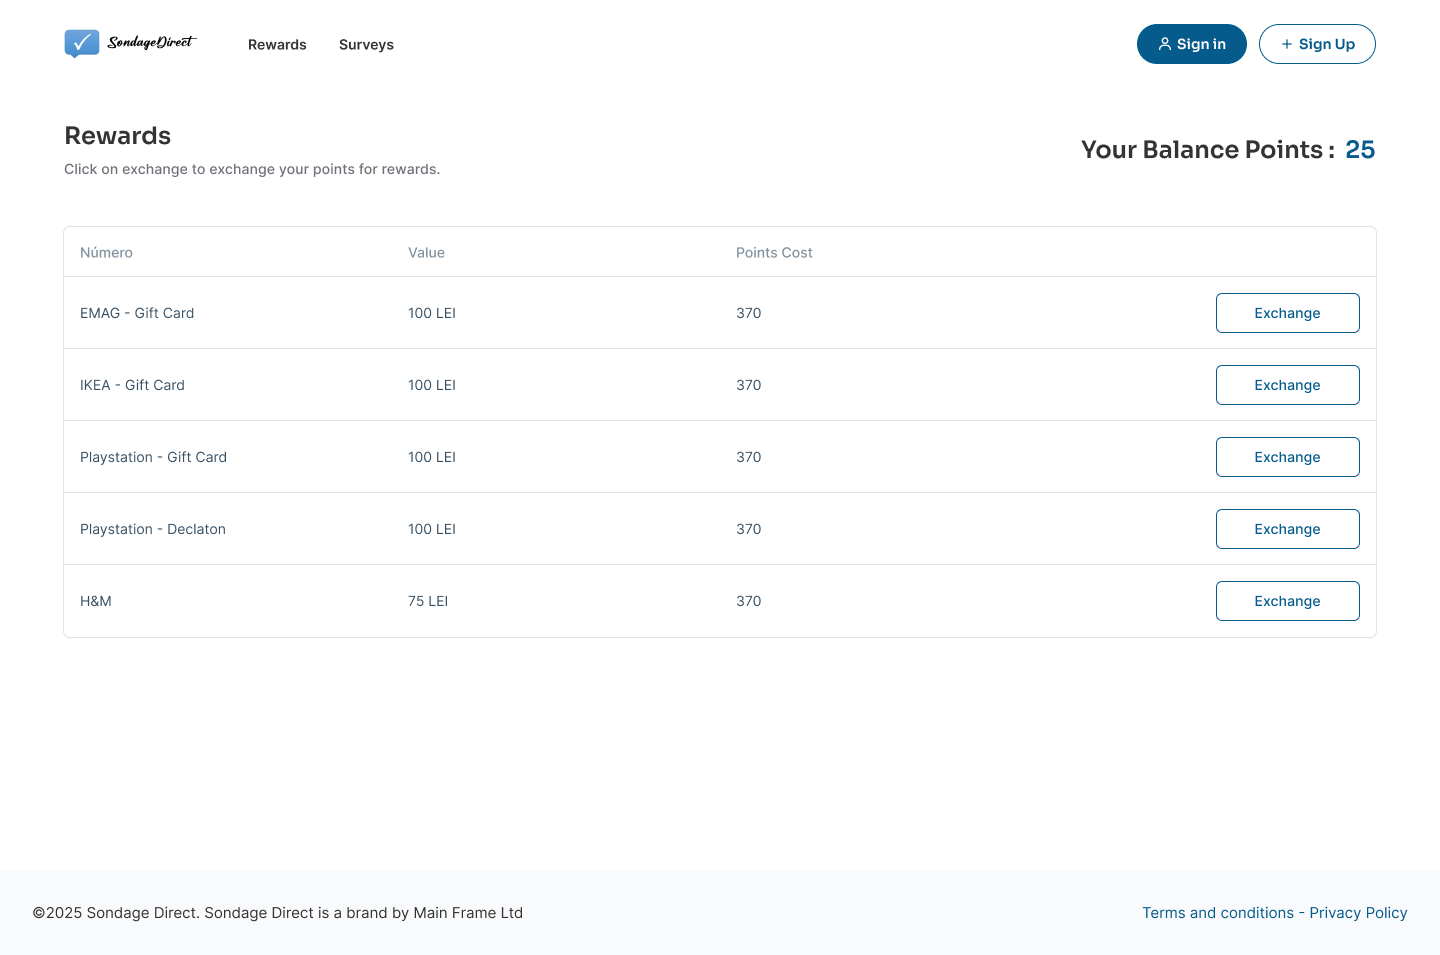 SondageDirect Rewards Surveys Sign in Sign Up
Rewards
Click on exchange to exchange your points for rewards.
Your Balance Points : 25
Número Value Points Cost
EMAG - Gift Card 100 LEI 370 Exchange
IKEA - Gift Card 100 LEI 370 Exchange
Playstation - Gift Card 100 LEI 370 Exchange
Playstation - Declaton 100 LEI 370 Exchange
H&M 75 LEI 370 Exchange
©2025 Sondage Direct. Sondage Direct is a brand by Main Frame Ltd Terms and conditions - Privacy Policy